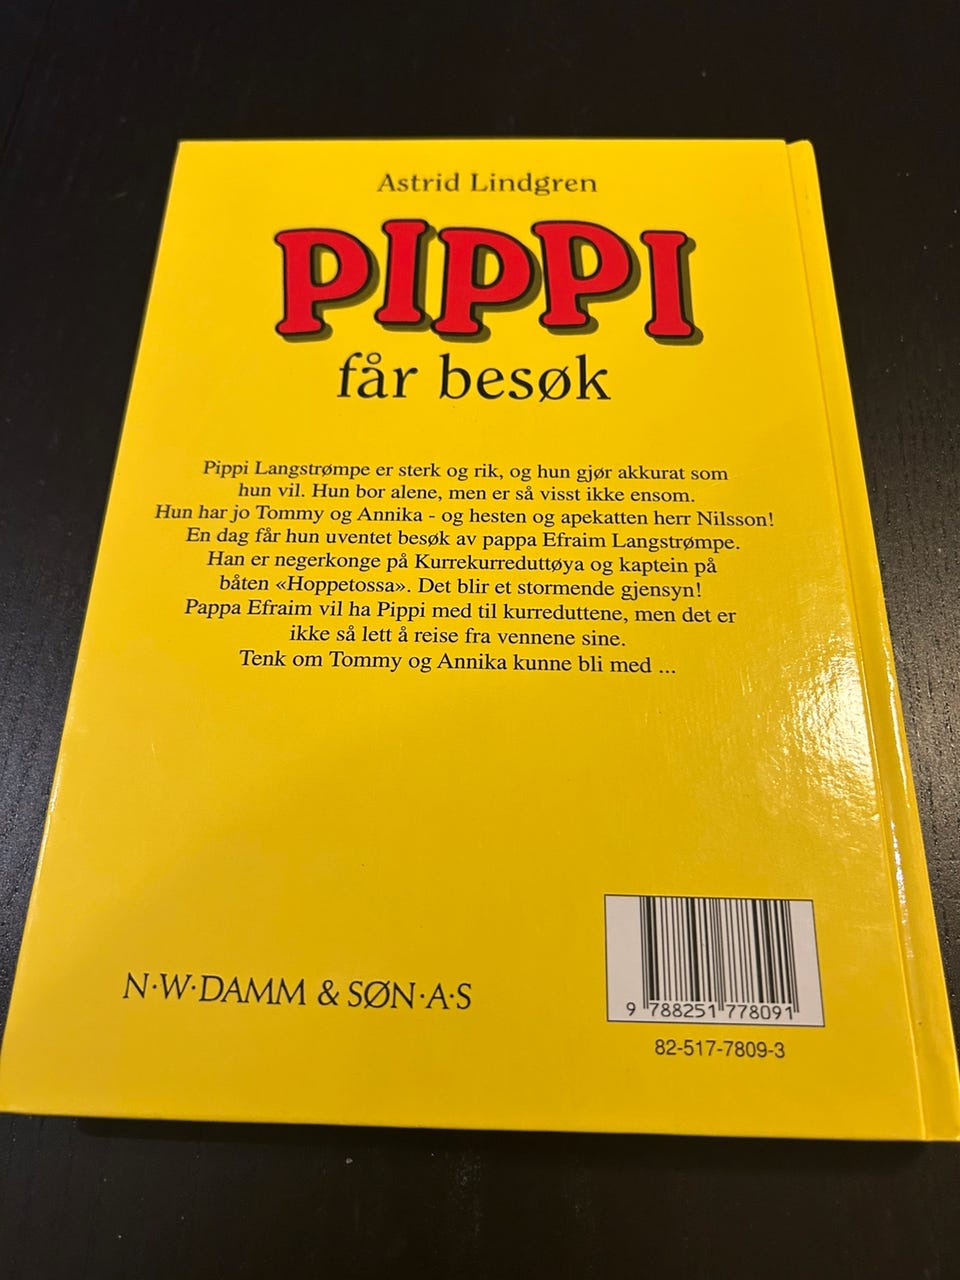 Astrid Lindgren
PIPPI
får besøk
Pippi Langstrømpe er sterk og rik, og hun gjør akkurat som
hun vil. Hun bor alene, men er så visst ikke ensom.
Hun har jo Tommy og Annika - og hesten og apekatten herr Nilsson!
En dag får hun uventet besøk av pappa Efraim Langstrømpe.
Han er negerkonge på Kurrekurreduttøya og kaptein på
båten «Hoppetossa». Det blir et stormende gjensyn!
Pappa Efraim vil ha Pippi med til kurreduttene, men det er
ikke så lett å reise fra vennene sine.
Tenk om Tommy og Annika kunne bli med ...
N·W·DAMM & SØN·A·S
9 788251 778091
82-517-7809-3